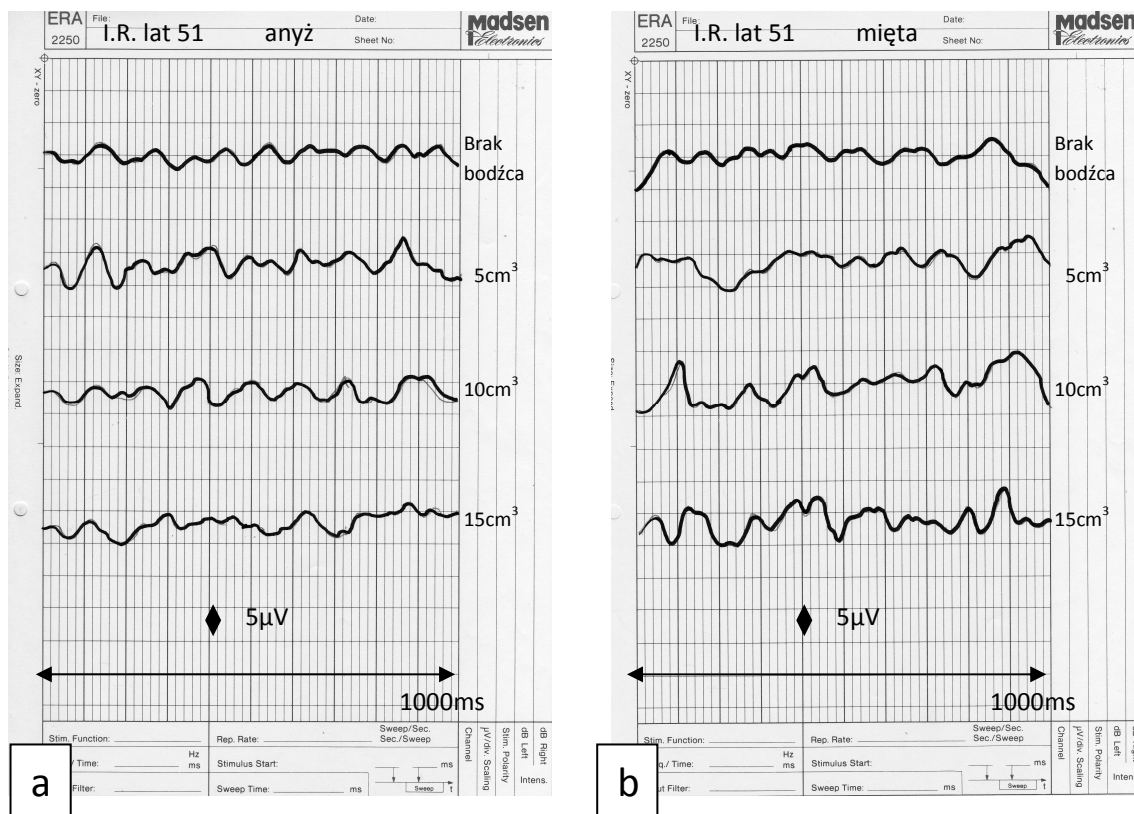 ERA
2250
File:
I.R. lat 51 anyż
Date:
Sheet No:
Madsen
Electronics
XY - zero
Size: Expand.
Brak
bodźca
5cm³
10cm³
15cm³
5µV
1000ms
Stim. Function:
Rep. Rate:
Sweep/Sec.
Sec./Sweep
/ Time:
Hz
ms
Stimulus Start:
ms
Filter:
Sweep Time:
ms
Sweep
t
Channel
µV/div. Scaling
Stim. Polarity
dB Left
dB Right
Intens.
a
ERA
2250
File:
I.R. lat 51 mięta
Date:
Sheet No:
Madsen
Electronics
XY - zero
Brak
bodźca
5cm³
10cm³
15cm³
5µV
1000ms
Stim. Function:
Rep. Rate:
Sweep/Sec.
Sec./Sweep
q./ Time:
Hz
ms
Stimulus Start:
ms
ut Filter:
Sweep Time:
ms
Sweep
t
Channel
µV/div. Scaling
Stim. Polarity
dB Left
Intens.
b